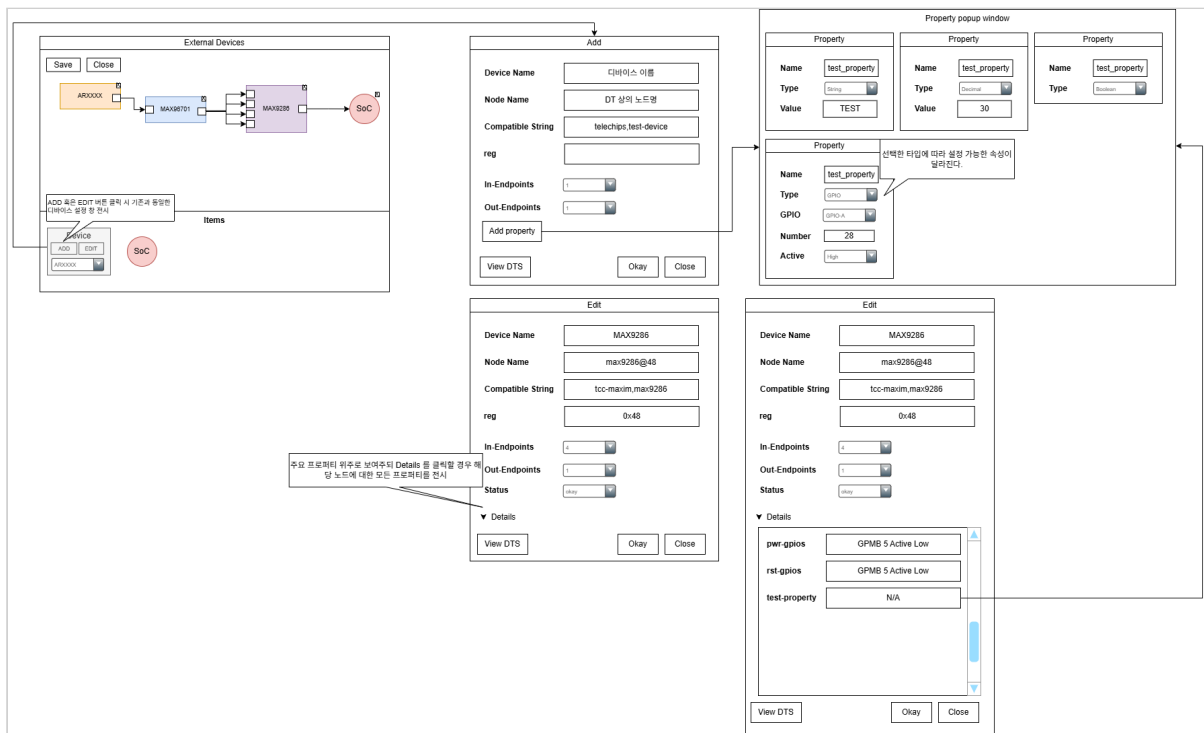 External Devices
Save
Close
ARXXXX
MAX96701
MAX9286
SoC
ADD 혹은 EDIT 버튼 클릭 시 기존과 동일한
디바이스 설정 창 전시
Items
Device
ADD
EDIT
ARXXXX
SoC
Add
Device Name
디바이스 이름
Node Name
DT 상의 노드명
Compatible String
telechips,test-device
reg
In-Endpoints
1
Out-Endpoints
1
Add property
View DTS
Okay
Close
Property popup window
Property
Name
test_property
Type
String
Value
TEST
Property
Name
test_property
Type
Decimal
Value
30
Property
Name
test_property
Type
Boolean
Property
Name
test_property
Type
GPIO
GPIO
GPIO-A
Number
28
Active
High
선택한 타입에 따라 설정 가능한 속성이
달라진다.
Edit
Device Name
MAX9286
Node Name
max9286@48
Compatible String
tcc-maxim,max9286
reg
0x48
In-Endpoints
4
Out-Endpoints
1
Status
okay
Details
View DTS
Okay
Close
주요 프로퍼티 위주로 보여주되 Details 를 클릭할 경우 해
당 노드에 대한 모든 프로퍼티를 전시
Edit
Device Name
MAX9286
Node Name
max9286@48
Compatible String
tcc-maxim,max9286
reg
0x48
In-Endpoints
4
Out-Endpoints
1
Status
okay
Details
pwr-gpios
GPMB 5 Active Low
rst-gpios
GPMB 5 Active Low
test-property
N/A
View DTS
Okay
Close